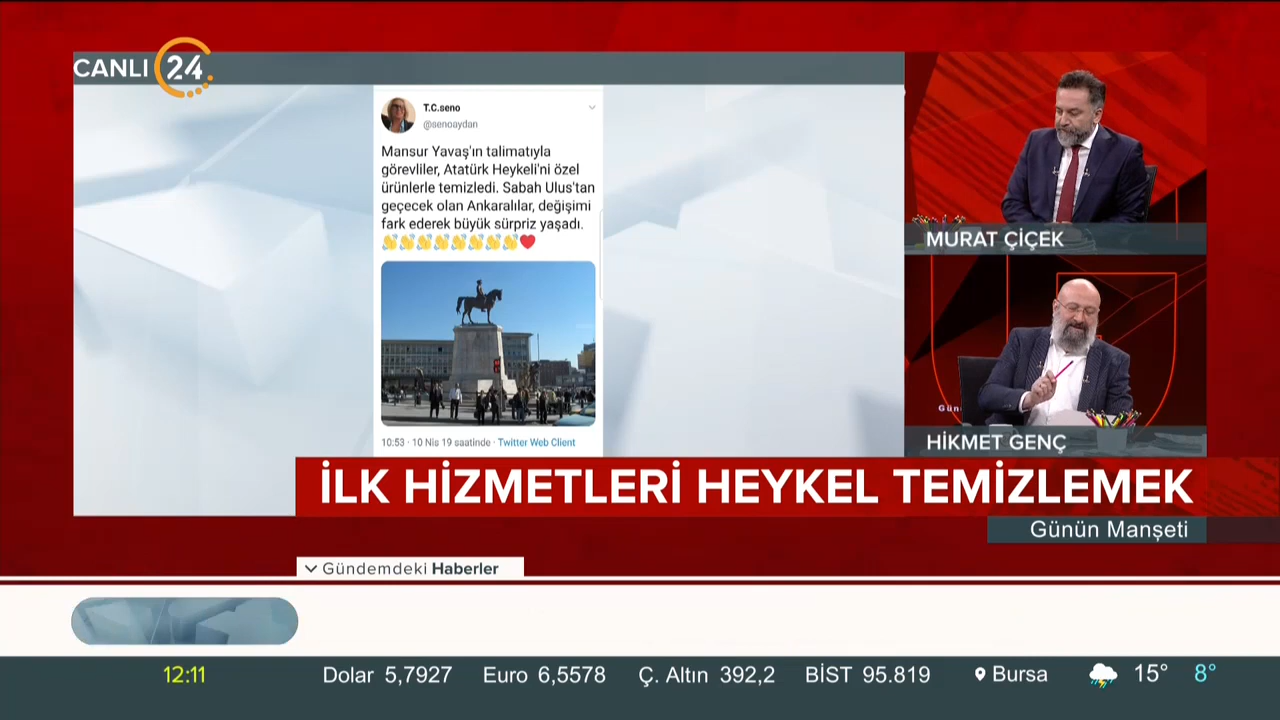 CANLI 24
T.C.seno
@senoaydan
Mansur Yavaş'ın talimatıyla
görevliler, Atatürk Heykeli'ni özel
ürünlerle temizledi. Sabah Ulus'tan
geçecek olan Ankaralılar, değişimi
fark ederek büyük sürpriz yaşadı.
10:53 · 10 Nis 19 saatinde · Twitter Web Client
MURAT ÇİÇEK
Gün
HİKMET GENÇ
İLK HİZMETLERİ HEYKEL TEMİZLEMEK
Günün Manşeti
Gündemdeki Haberler
12:11 Dolar 5,7927 Euro 6,5578 Ç. Altın 392,2 BİST 95.819 Bursa 15° 8°